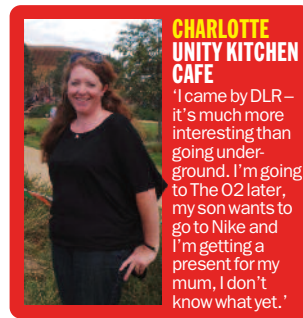 CHARLOTTE
UNITY KITCHEN
CAFE
‘I came by DLR –
it’s much more
interesting than
going under-
ground. I’m going
to The O2 later,
my son wants to
go to Nike and
I’m getting a
present for my
mum, I don’t
know what yet.’